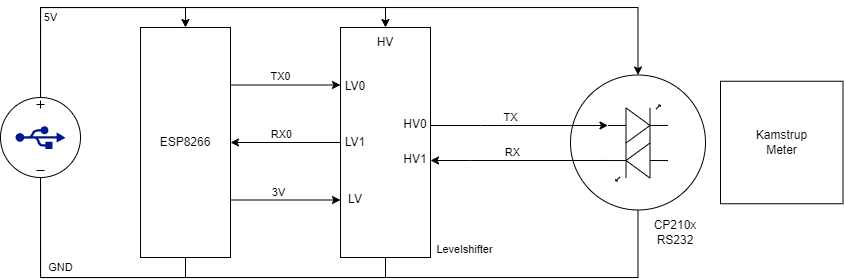 5V
HV
TX0
LV0
HV0
TX
ESP8266
RX0
LV1
HV1
RX
Kamstrup
Meter
3V
LV
CP210x
RS232
Levelshifter
GND